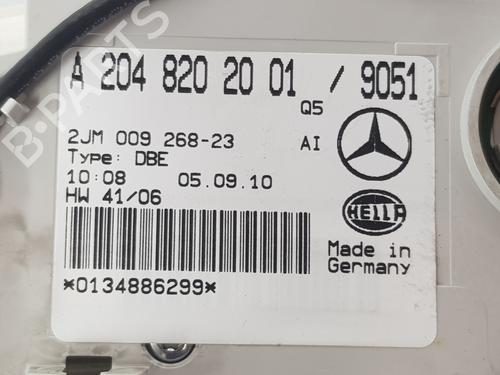 A 204 820 20 01 / 9051
Q5
2JM 009 268-23 AI
Type: DBE
10:08 05.09.10
HW 41/06
HELLA
Made in
Germany
*0134886299*
B-PARTS